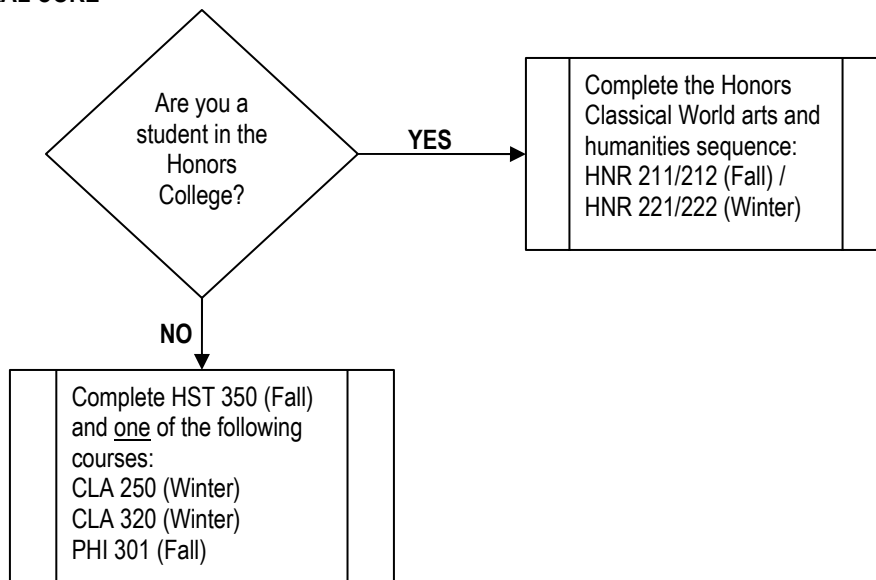 Are you a
student in the
Honors
College?
YES
Complete the Honors
Classical World arts and
humanities sequence:
HNR 211/212 (Fall) /
HNR 221/222 (Winter)
NO
Complete HST 350 (Fall)
and one of the following
courses:
CLA 250 (Winter)
CLA 320 (Winter)
PHI 301 (Fall)